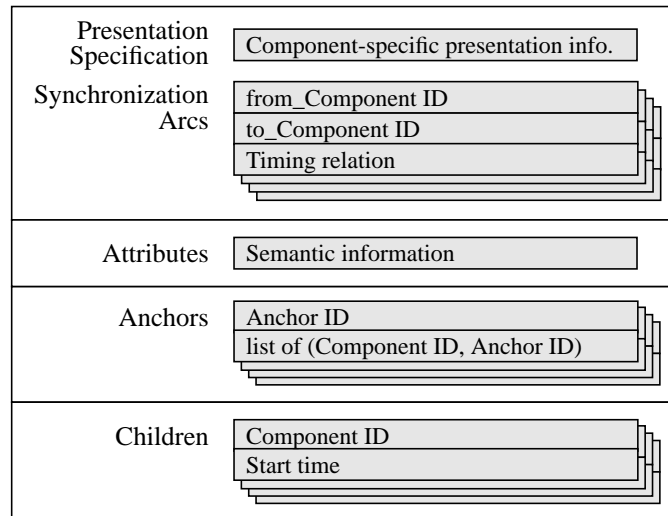 Presentation
Specification
Component-specific presentation info.
Synchronization
Arcs
from_Component ID
to_Component ID
Timing relation
Attributes
Semantic information
Anchors
Anchor ID
list of (Component ID, Anchor ID)
Children
Component ID
Start time